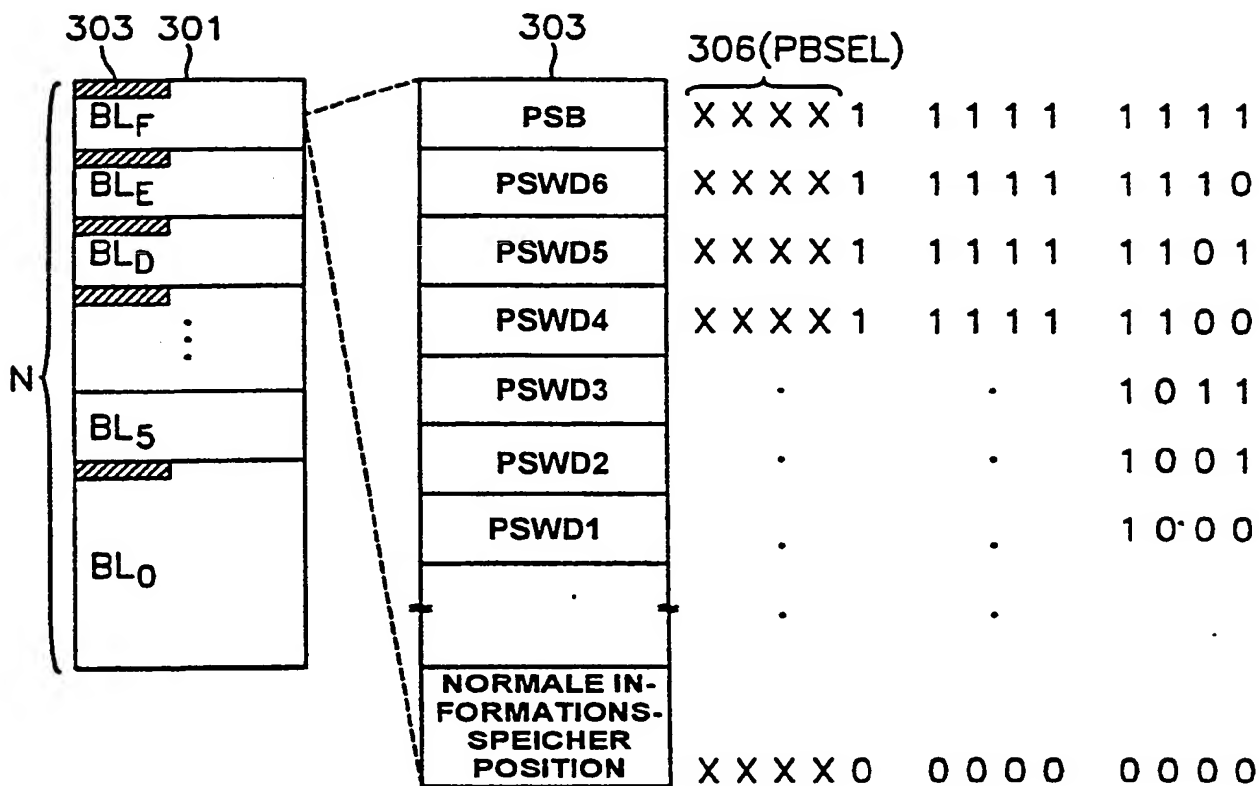 303 301
303
306(PBSEL)
N
BLF
BLE
BLD
BL5
BL0
PSB X X X X 1 1 1 1 1 1 1 1 1
PSWD6 X X X X 1 1 1 1 1 1 1 1 0
PSWD5 X X X X 1 1 1 1 1 1 1 0 1
PSWD4 X X X X 1 1 1 1 1 1 1 0 0
PSWD3 1 0 1 1
PSWD2 1 0 0 1
PSWD1 1 0 0 0
NORMALE IN-
FORMATIONS-
SPEICHER
POSITION X X X X 0 0 0 0 0 0 0 0 0